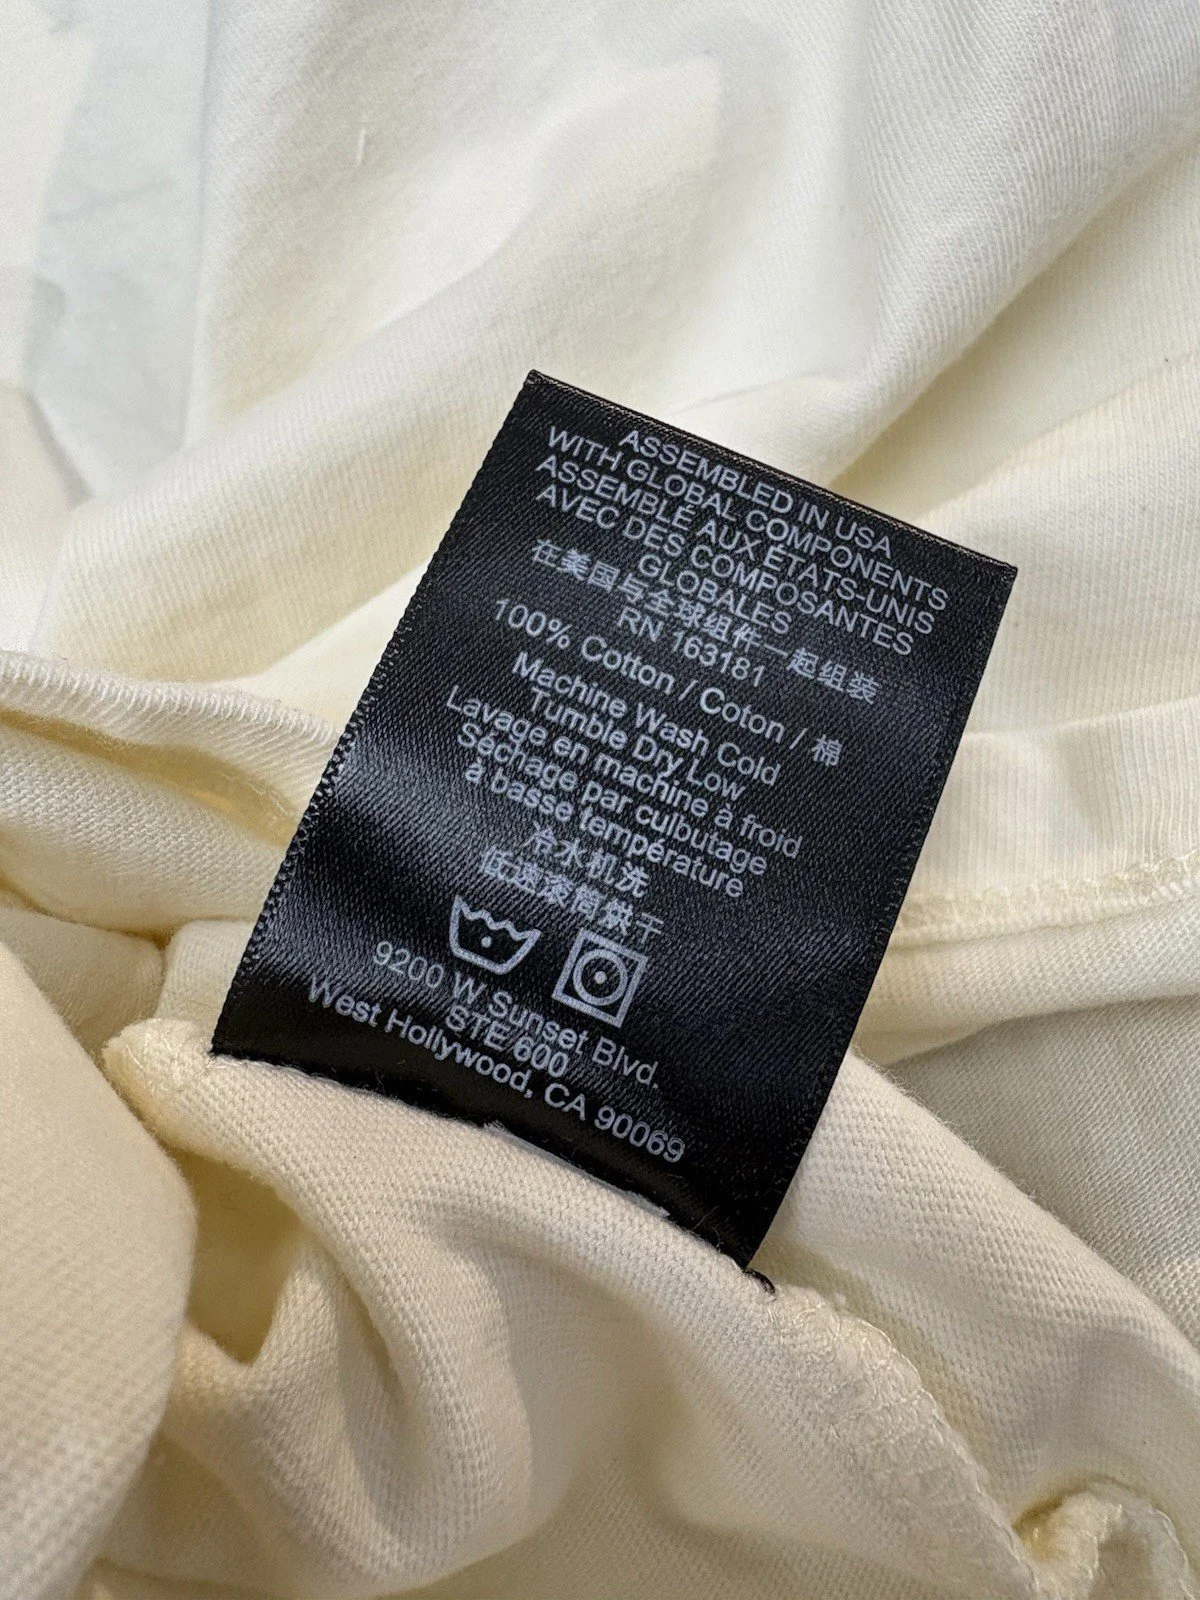 ASSEMBLED IN USA
WITH GLOBAL COMPONENTS
ASSEMBLÉ AUX ÉTATS-UNIS
AVEC DES COMPOSANTES
GLOBALES
在美国与全球组件一起组装
RN 163181
100% Cotton / Coton / 棉
Machine Wash Cold
Tumble Dry Low
Lavage en machine à froid
Séchage par culbutage
à basse température
冷水机洗
低速滚筒烘干
9200 W Sunset Blvd.
STE 600
West Hollywood, CA 90069